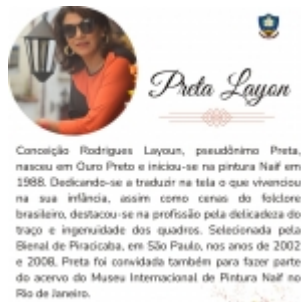 Preta Layon
Conceição Rodrigues Layoun, pseudônimo Preta,
nasceu em Ouro Preto e iniciou-se na pintura Naif em
1988. Dedicando-se a traduzir na tela o que vivenciou
na sua infância, assim como cenas do folclore
brasileiro, destacou-se na profissão pela delicadeza do
traço e ingenuidade dos quadros. Selecionada pela
Bienal de Piracicaba, em São Paulo, nos anos de 2002
e 2008, Preta foi convidada também para fazer parte
do acervo do Museu Internacional de Pintura Naif no
Rio de Janeiro.